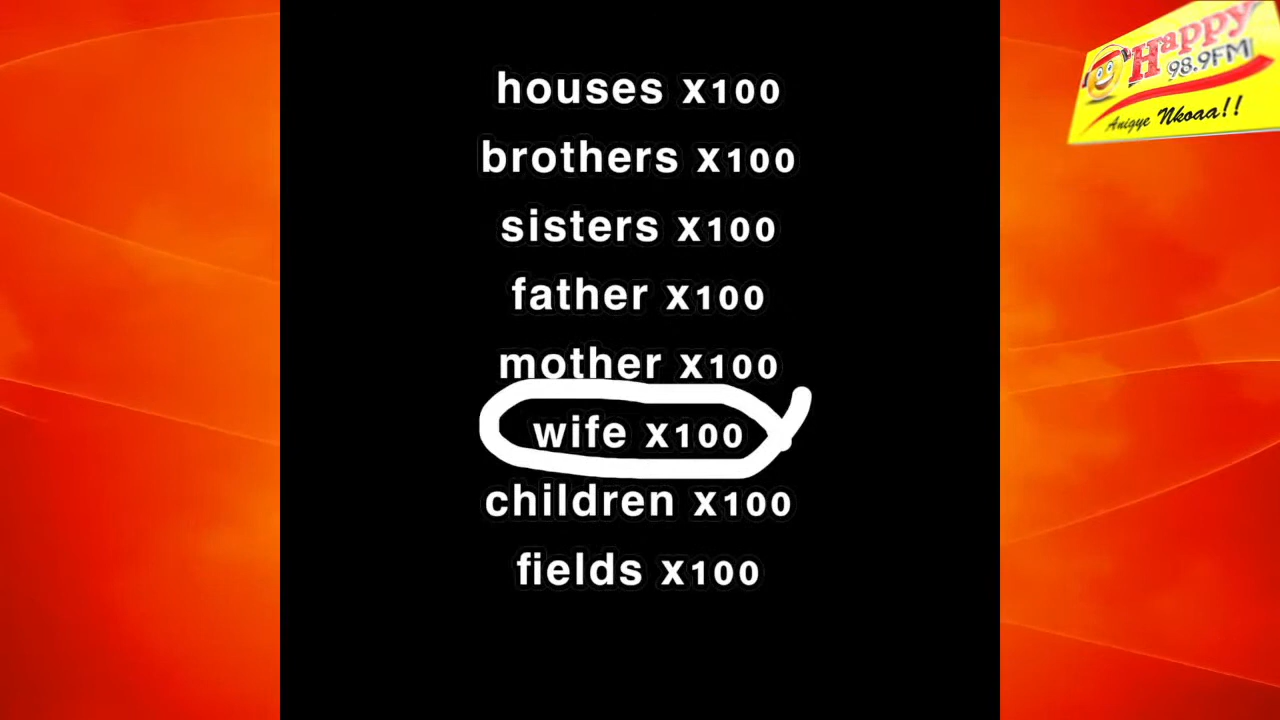 houses x100
brothers x100
sisters x100
father x100
mother x100
wife x100
children x100
fields x100
Happy
98.9FM
Anigye Nkoaa!!